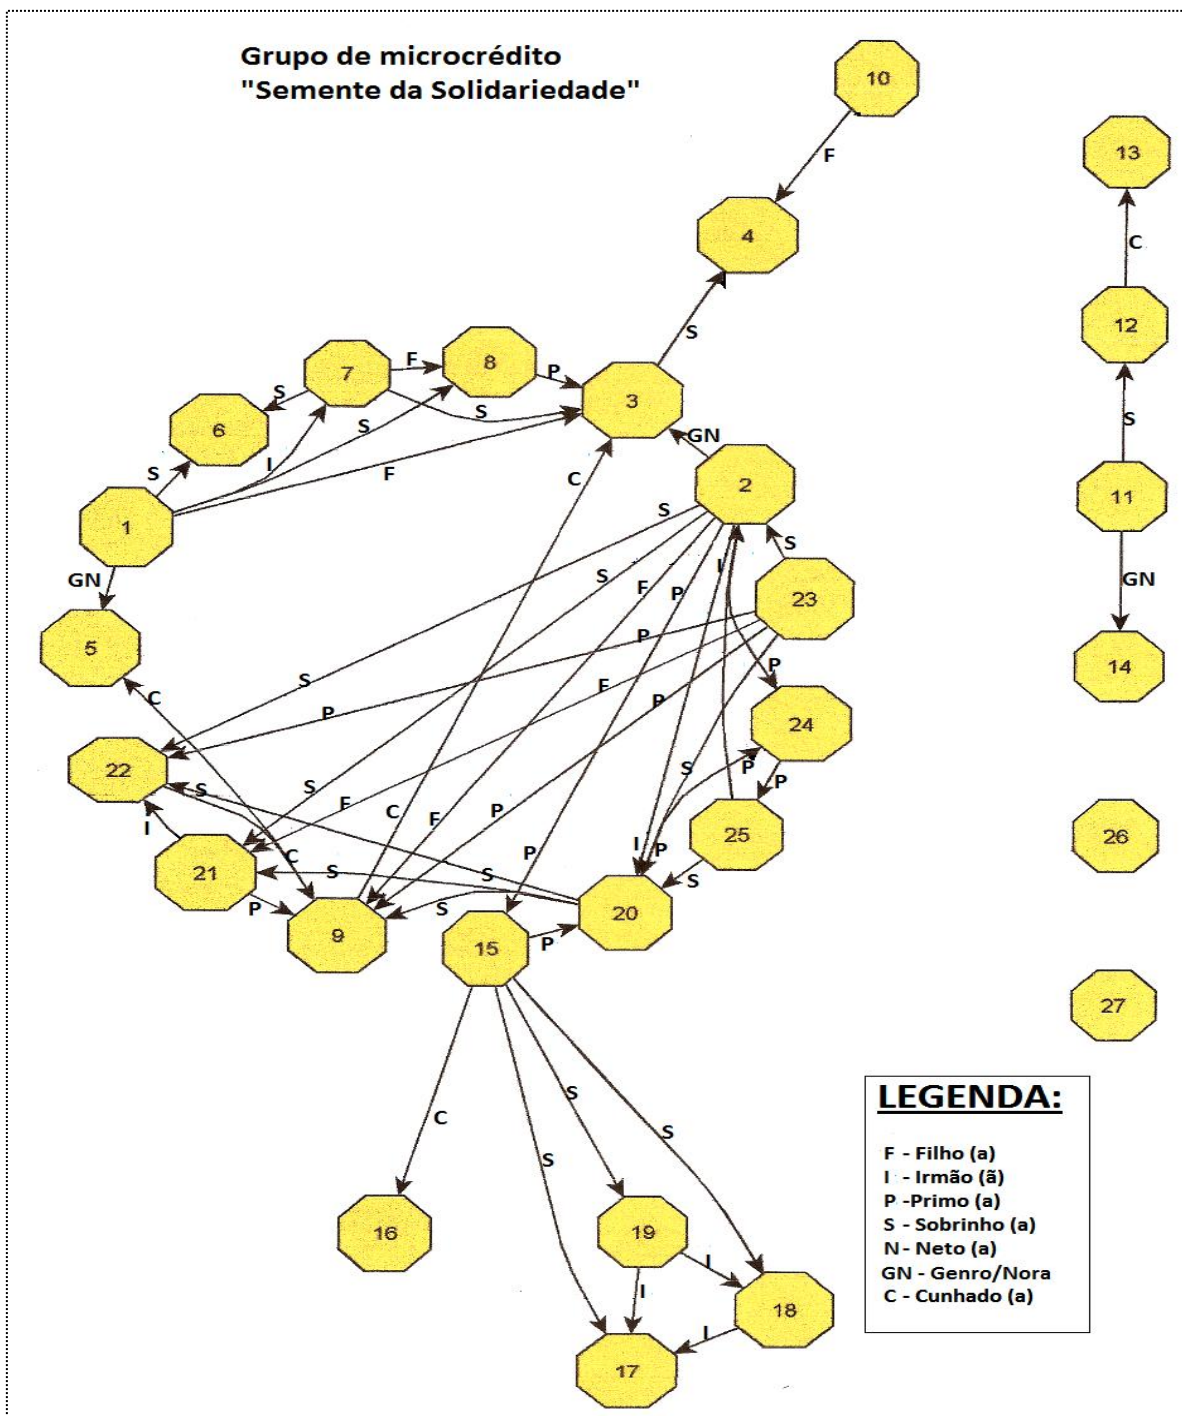 Grupo de microcrédito
"Semente da Solidariedade"
10
13
F
4
C
12
S
8
7
F
P
3
S
S
6
S
S
GN
S
I
F
C
2
11
S
1
S
S
GN
I
GN
S
F
P
23
5
P
14
F
P
P
C
S
P
24
22
S
P
P
S
S
C
F
F
P
25
26
I
I
P
C
S
S
P
S
21
P
S
9
15
P
20
27
S
C
S
S
16
19
I
I
18
I
17
LEGENDA:
F - Filho (a)
I - Irmão (ã)
P -Primo (a)
S - Sobrinho (a)
N - Neto (a)
GN - Genro/Nora
C - Cunhado (a)